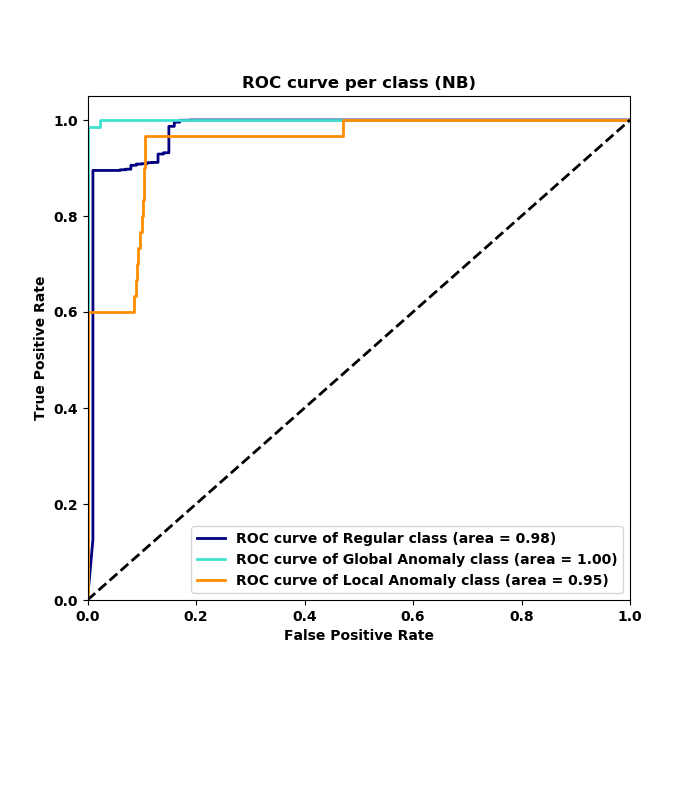 ROC curve per class (NB)
1.0
0.8
0.6
0.4
0.2
0.0
True Positive Rate
ROC curve of Regular class (area = 0.98)
ROC curve of Global Anomaly class (area = 1.00)
ROC curve of Local Anomaly class (area = 0.95)
0.0 0.2 0.4 0.6 0.8 1.0
False Positive Rate